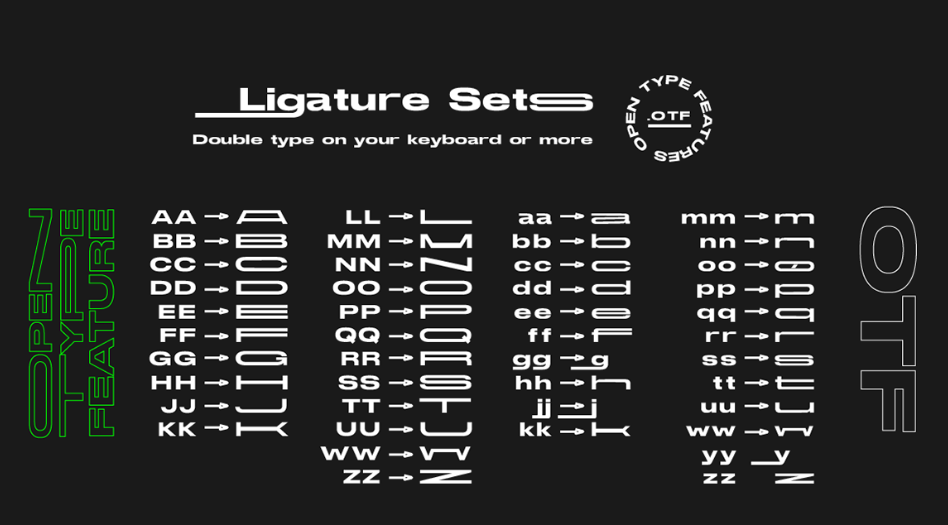 Ligature Sets
Double type on your keyboard or more
OPEN TYPE FEATURES
.OTF
OPEN
TYPE
FEATURE
AA → A
BB → B
CC → C
DD → D
EE → E
FF → F
GG → G
HH → H
JJ → J
KK → K
LL → L
MM → M
NN → N
OO → O
PP → P
QQ → Q
RR → R
SS → S
TT → T
UU → U
WW → W
ZZ → Z
aa → a
bb → b
cc → c
dd → d
ee → e
ff → f
gg → g
hh → h
jj → j
kk → k
mm → m
nn → n
oo → o
pp → p
qq → q
rr → r
ss → s
tt → t
uu → u
ww → w
yy y
zz z
OTF